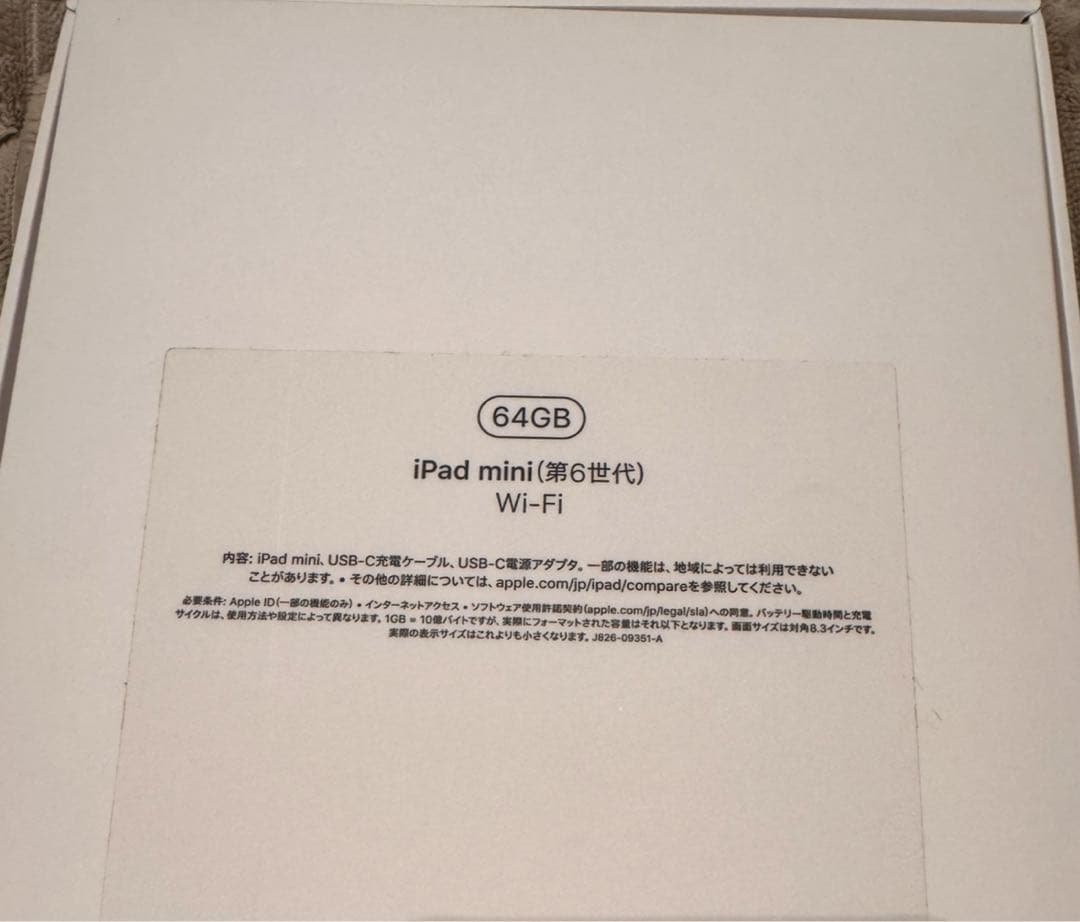 64GB
iPad mini（第6世代）
Wi-Fi
内容: iPad mini、USB-C充電ケーブル、USB-C電源アダプタ。一部の機能は、地域によっては利用できない
ことがあります。• その他の詳細については、apple.com/jp/ipad/compareを参照してください。
必要条件: Apple ID（一部の機能のみ）• インターネットアクセス • ソフトウェア使用許諾契約（apple.com/jp/legal/sla）への同意。バッテリー駆動時間と充電
サイクルは、使用方法や設定によって異なります。1GB = 10億バイトですが、実際にフォーマットされた容量はそれ以下となります。画面サイズは対角8.3インチです。
実際の表示サイズはこれよりも小さくなります。J826-09351-A